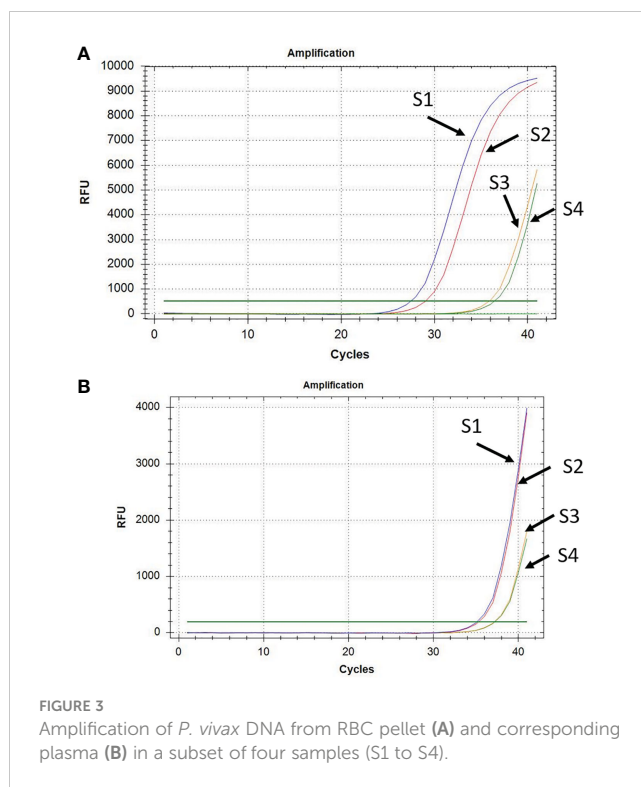 A
Amplification
10000
9000
8000
7000
6000
5000
4000
3000
2000
1000
0
RFU
S1
S2
S3
S4
0 10 20 30 40
Cycles
B
Amplification
4000
3000
2000
1000
0
RFU
S1
S2
S3
S4
0 10 20 30 40
Cycles
FIGURE 3
Amplification of P. vivax DNA from RBC pellet (A) and corresponding
plasma (B) in a subset of four samples (S1 to S4).